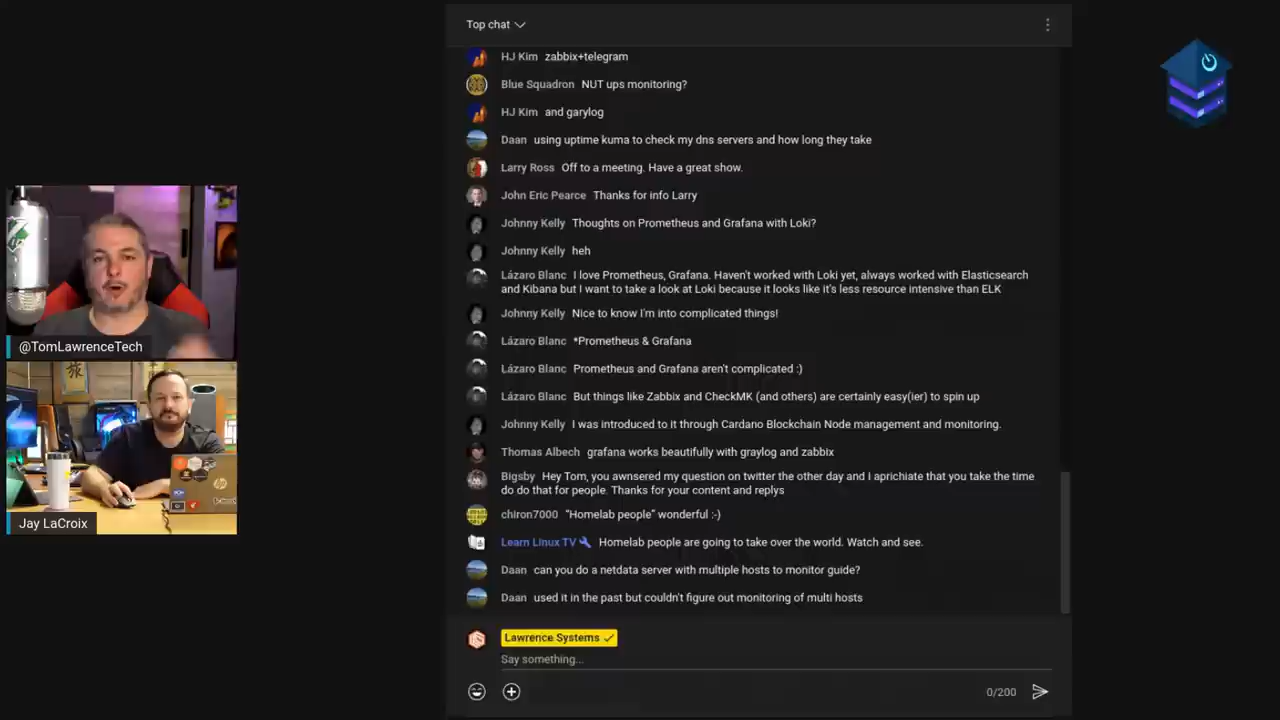 Top chat
HJ Kim zabbix+telegram
Blue Squadron NUT ups monitoring?
HJ Kim and garylog
Daan using uptime kuma to check my dns servers and how long they take
Larry Ross Off to a meeting. Have a great show.
John Eric Pearce Thanks for info Larry
Johnny Kelly Thoughts on Prometheus and Grafana with Loki?
Johnny Kelly heh
Lázaro Blanc I love Prometheus, Grafana. Haven't worked with Loki yet, always worked with Elasticsearch
and Kibana but I want to take a look at Loki because it looks like it's less resource intensive than ELK
Johnny Kelly Nice to know I'm into complicated things!
Lázaro Blanc *Prometheus & Grafana
Lázaro Blanc Prometheus and Grafana aren't complicated :)
Lázaro Blanc But things like Zabbix and CheckMK (and others) are certainly easy(ier) to spin up
Johnny Kelly I was introduced to it through Cardano Blockchain Node management and monitoring.
Thomas Albech grafana works beautifully with graylog and zabbix
Bigsby Hey Tom, you awnsered my question on twitter the other day and I aprichiate that you take the time
do do that for people. Thanks for your content and replys
chiron7000 “Homelab people” wonderful :-)
Learn Linux TV Homelab people are going to take over the world. Watch and see.
Daan can you do a netdata server with multiple hosts to monitor guide?
Daan used it in the past but couldn't figure out monitoring of multi hosts
Lawrence Systems
Say something...
0/200
@TomLawrenceTech
Jay LaCroix
hp